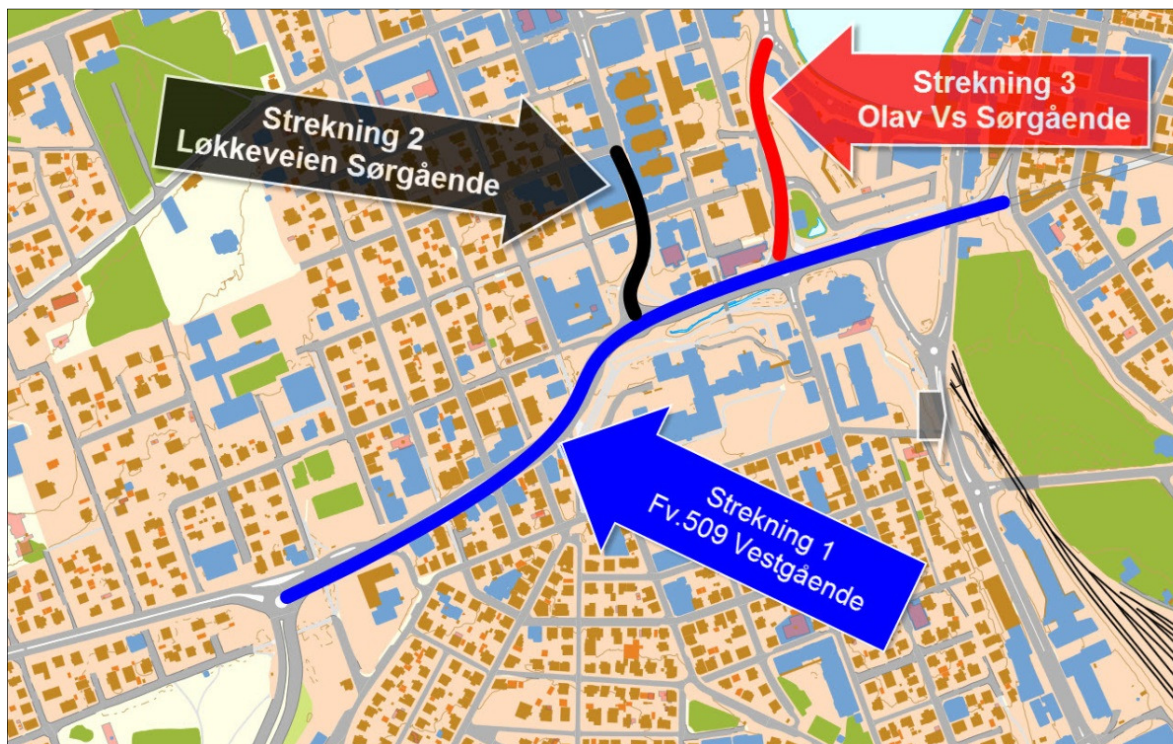 Strekning 2
Løkkeveien Sørgående
Strekning 3
Olav Vs Sørgående
Strekning 1
Fv.509 Vestgående